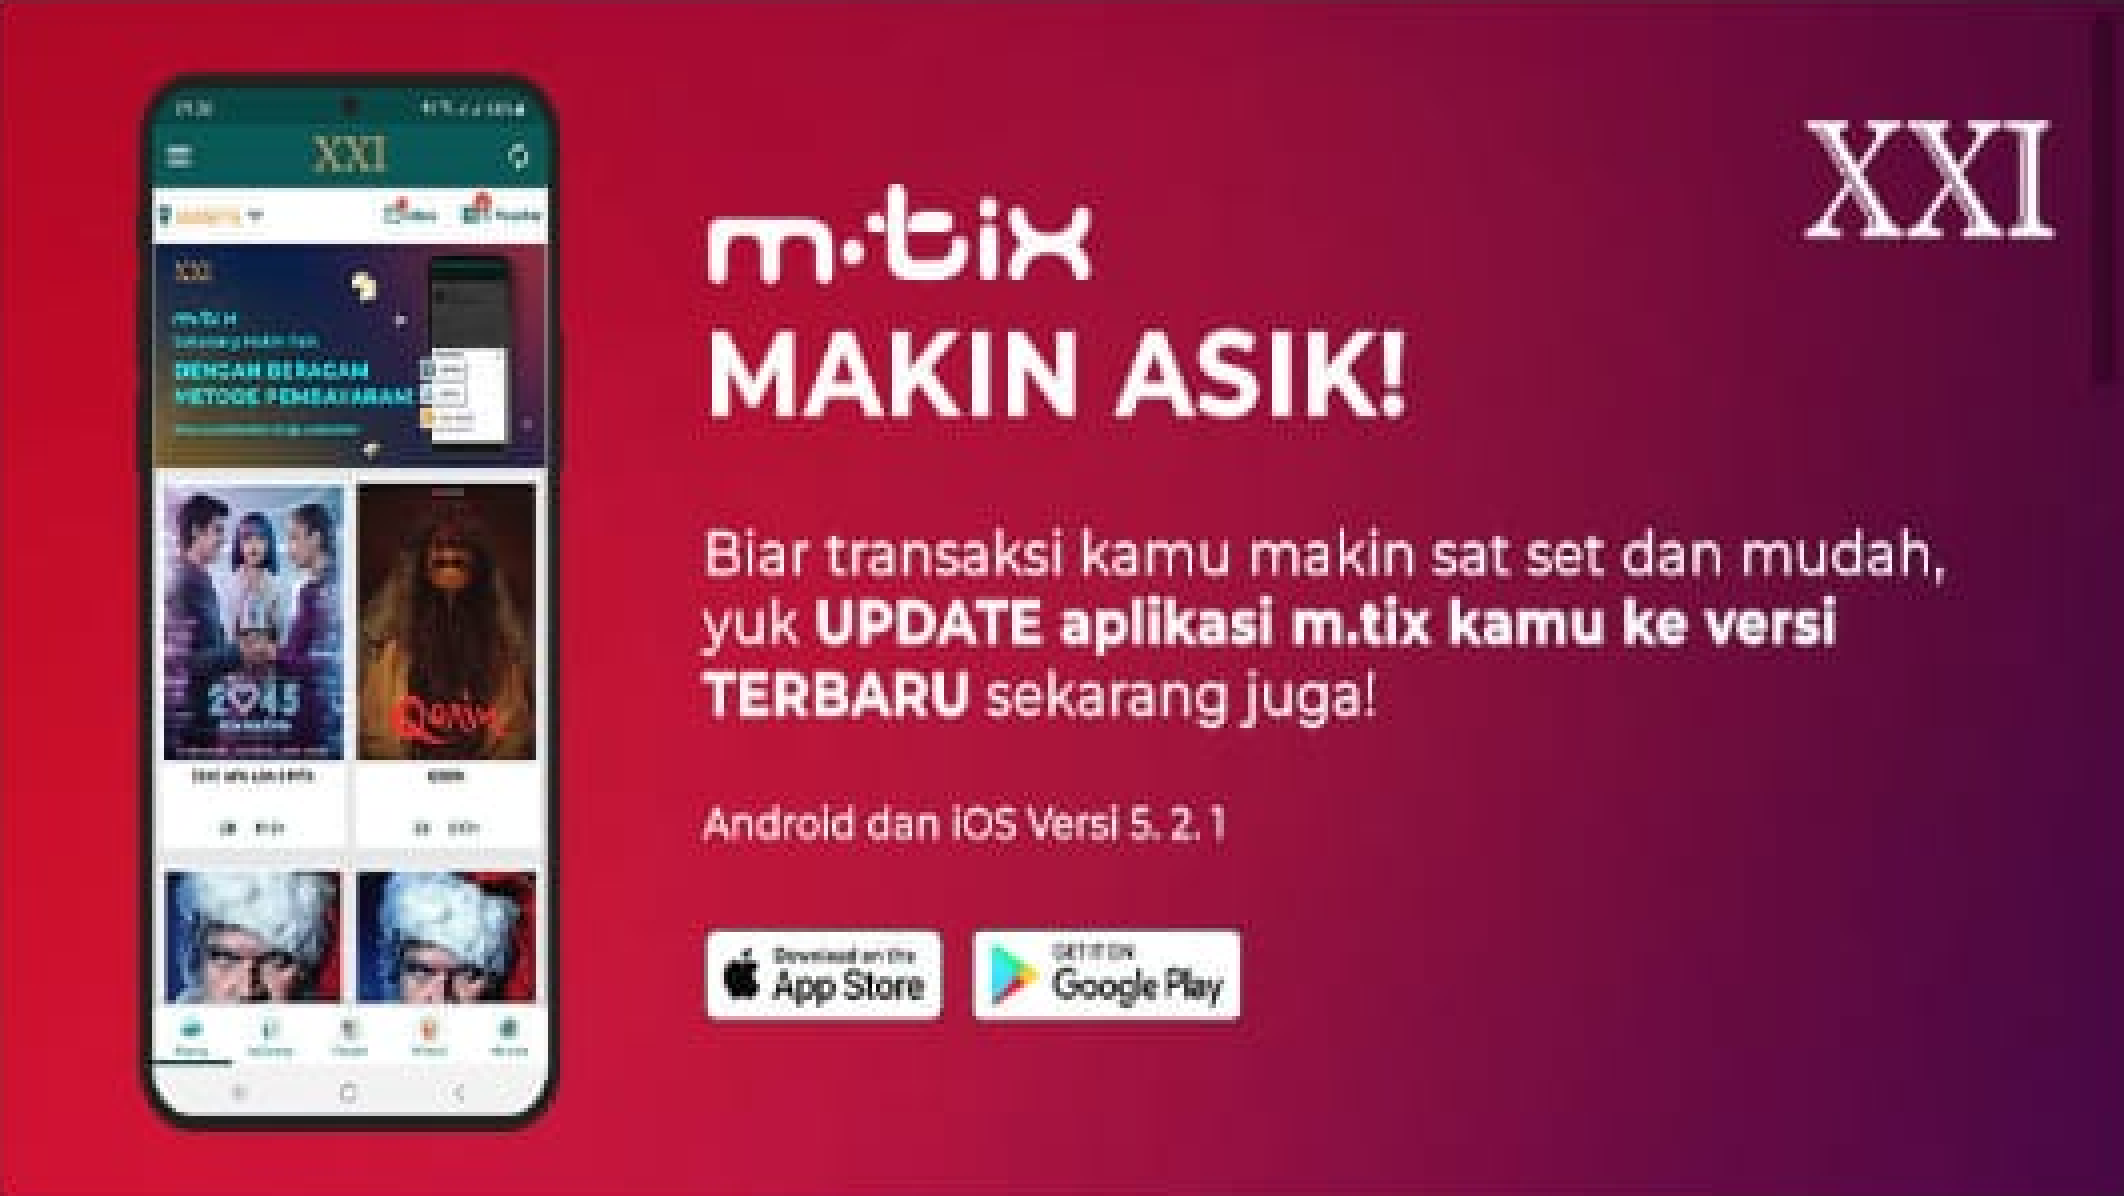 XXI
XXI
XXI
m.tix
DENGAN BERAGAM
METODE PEMBAYARAN
2045
Qorin
m.tix
MAKIN ASIK!
Biar transaksi kamu makin sat set dan mudah,
yuk UPDATE aplikasi m.tix kamu ke versi
TERBARU sekarang juga!
Android dan iOS Versi 5. 2. 1
Download on the
App Store
GET IT ON
Google Play